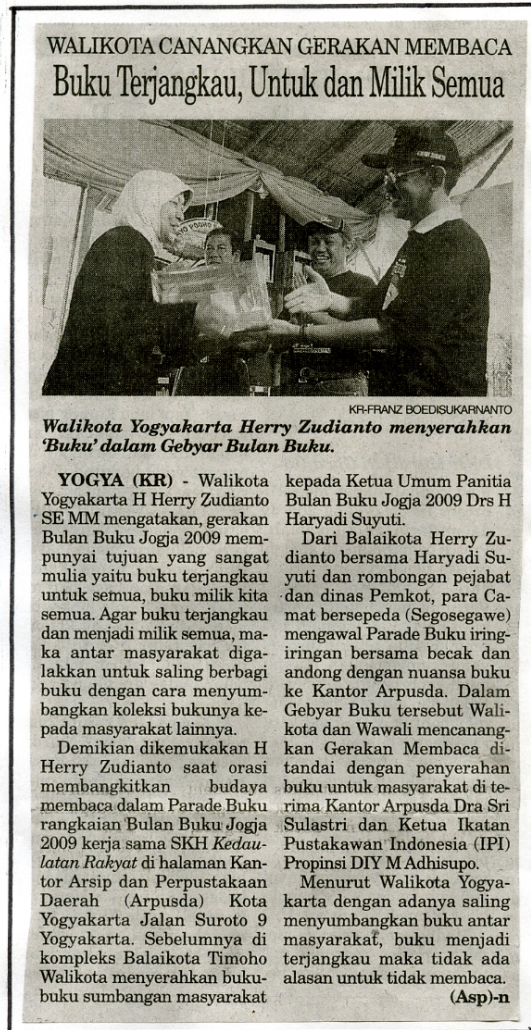 WALIKOTA CANANGKAN GERAKAN MEMBACA
Buku Terjangkau, Untuk dan Milik Semua
KR-FRANZ BOEDISUKARNANTO
Walikota Yogyakarta Herry Zudianto menyerahkan
'Buku' dalam Gebyar Bulan Buku.
YOGYA (KR) - Walikota
Yogyakarta H Herry Zudianto
SE MM mengatakan, gerakan
Bulan Buku Jogja 2009 mem-
punyai tujuan yang sangat
mulia yaitu buku terjangkau
untuk semua, buku milik kita
semua. Agar buku terjangkau
dan menjadi milik semua, ma-
ka antar masyarakat diga-
lakkan untuk saling berbagi
buku dengan cara menyum-
bangkan koleksi bukunya ke-
pada masyarakat lainnya.
Demikian dikemukakan H
Herry Zudianto saat orasi
membangkitkan budaya
membaca dalam Parade Buku
rangkaian Bulan Buku Jogja
2009 kerja sama SKH Kedau-
latan Rakyat di halaman Kan-
tor Arsip dan Perpustakaan
Daerah (Arpusda) Kota
Yogyakarta Jalan Suroto 9
Yogyakarta. Sebelumnya di
kompleks Balaikota Timoho
Walikota menyerahkan buku-
buku sumbangan masyarakat
kepada Ketua Umum Panitia
Bulan Buku Jogja 2009 Drs H
Haryadi Suyuti.
Dari Balaikota Herry Zu-
dianto bersama Haryadi Su-
yuti dan rombongan pejabat
dan dinas Pemkot, para Ca-
mat bersepeda (Segosegawe)
mengawal Parade Buku iring-
iringan bersama becak dan
andong dengan nuansa buku
ke Kantor Arpusda. Dalam
Gebyar Buku tersebut Wali-
kota dan Wawali mencanang-
kan Gerakan Membaca di-
tandai dengan penyerahan
buku untuk masyarakat di te-
rima Kantor Arpusda Dra Sri
Sulastri dan Ketua Ikatan
Pustakawan Indonesia (IPI)
Propinsi DIY M Adhisupo.
Menurut Walikota Yogya-
karta dengan adanya saling
menyumbangkan buku antar
masyarakat, buku menjadi
terjangkau maka tidak ada
alasan untuk tidak membaca.
(Asp)-n